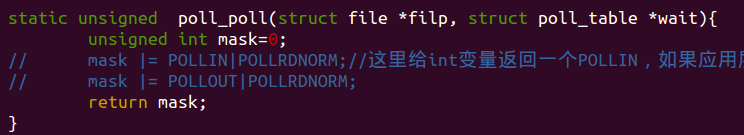 static unsigned  poll_poll(struct file *filp, struct poll_table *wait){
        unsigned int mask=0;
//      mask |= POLLIN|POLLRDNORM;//这里给int变量返回一个POLLIN，如果应用
//      mask |= POLLOUT|POLLRDNORM;
        return mask;
}